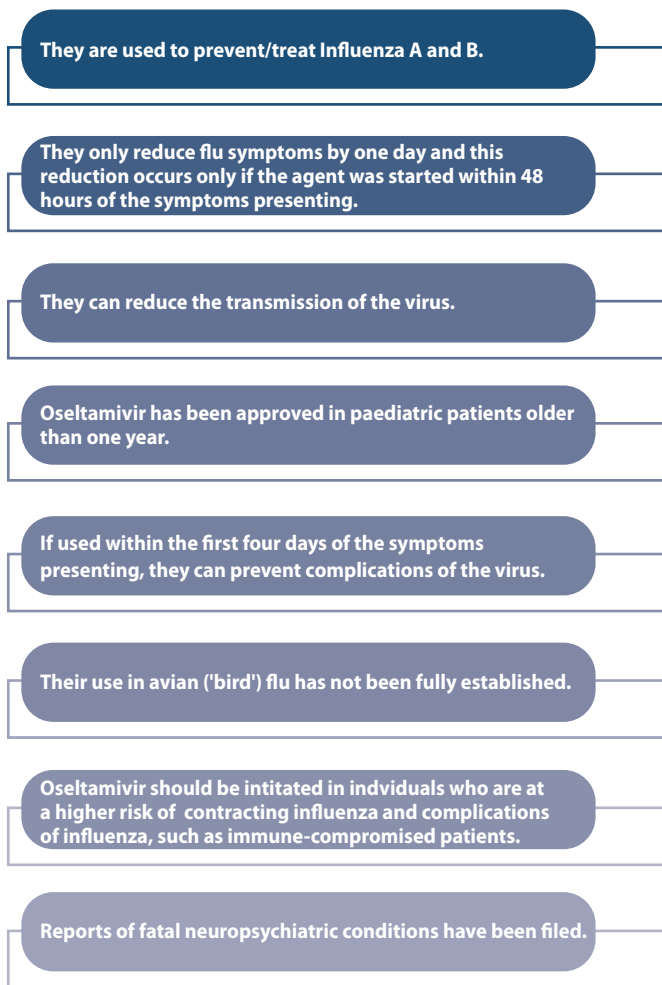 They are used to prevent/treat Influenza A and B.
They only reduce flu symptoms by one day and this
reduction occurs only if the agent was started within 48
hours of the symptoms presenting.
They can reduce the transmission of the virus.
Oseltamivir has been approved in paediatric patients older
than one year.
If used within the first four days of the symptoms
presenting, they can prevent complications of the virus.
Their use in avian ('bird') flu has not been fully established.
Oseltamivir should be intitated in indviduals who are at
a higher risk of contracting influenza and complications
of influenza, such as immune-compromised patients.
Reports of fatal neuropsychiatric conditions have been filed.